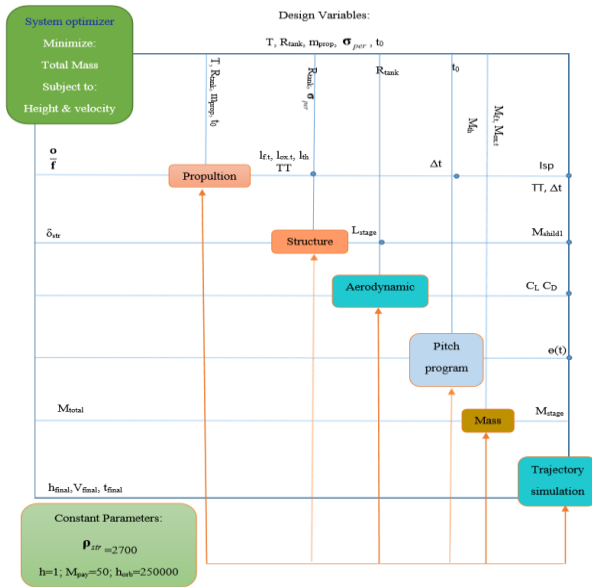 System optimizer
Minimize:
Total Mass
Subject to:
Height & velocity
Design Variables:
T, Rtank, mprop, σper , t0
T, Rtank, mprop, t0
Rtank, σper
Rtank
t0
Mth
Mf.t, Mox.t
o
f
lf.t, lox.t, lth
TT
Δt
Isp
TT, Δt
Propultion
δstr
Lstage
Mshild1
Structure
Aerodynamic
CL CD
Pitch
program
ɵ(t)
Mtotal
Mstage
Mass
Trajectory
simulation
hfinal,Vfinal, tfinal
Constant Parameters:
ρstr =2700
h=1; Mpay=50; horb=250000